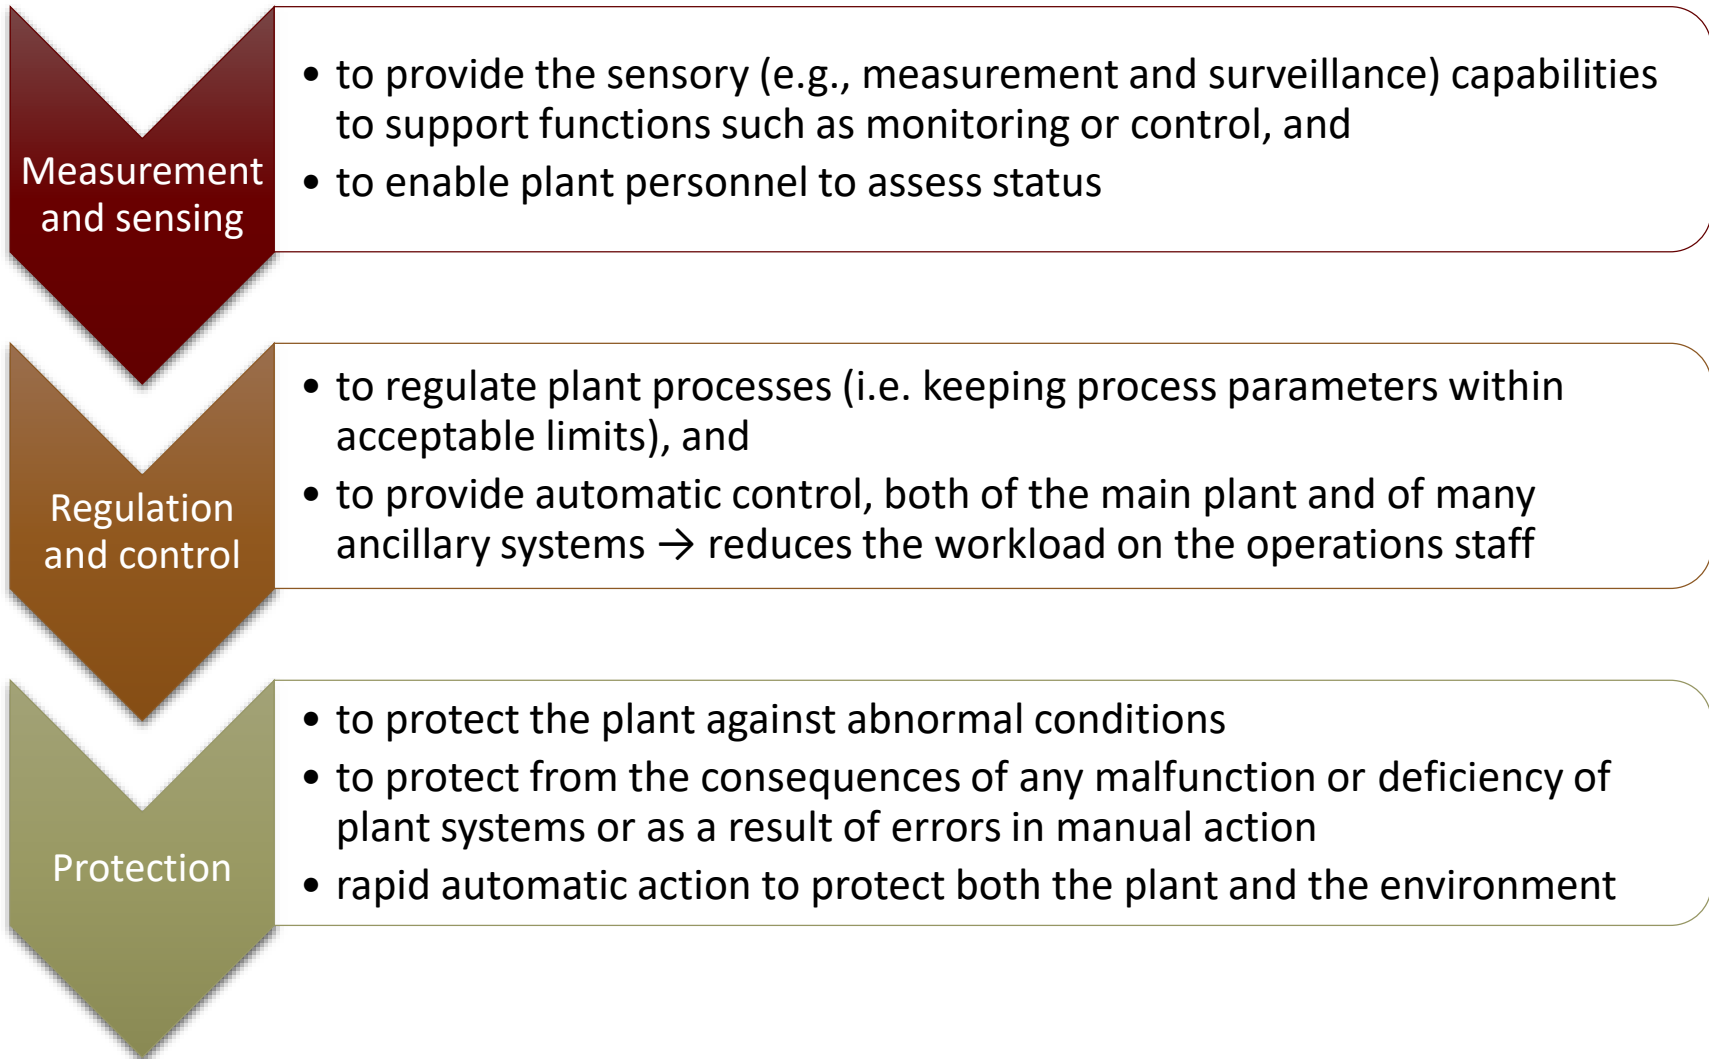 Measurement
and sensing
• to provide the sensory (e.g., measurement and surveillance) capabilities
to support functions such as monitoring or control, and
• to enable plant personnel to assess status
Regulation
and control
• to regulate plant processes (i.e. keeping process parameters within
acceptable limits), and
• to provide automatic control, both of the main plant and of many
ancillary systems → reduces the workload on the operations staff
Protection
• to protect the plant against abnormal conditions
• to protect from the consequences of any malfunction or deficiency of
plant systems or as a result of errors in manual action
• rapid automatic action to protect both the plant and the environment